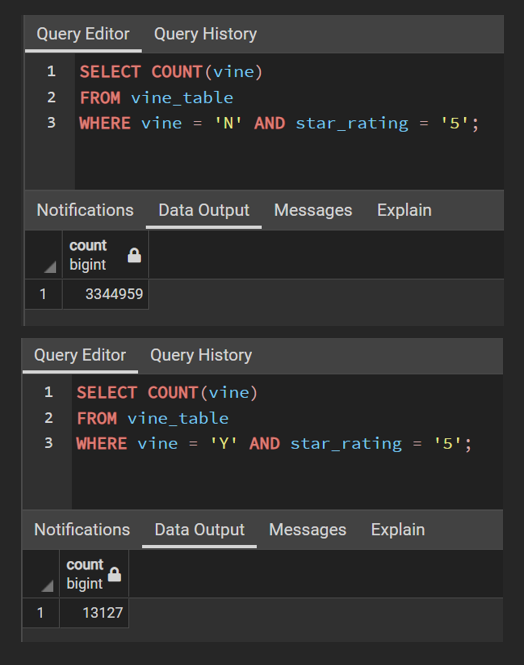 Query Editor Query History
1 SELECT COUNT(vine)
2 FROM vine_table
3 WHERE vine = 'N' AND star_rating = '5';
Notifications Data Output Messages Explain
count
bigint
1 3344959
Query Editor Query History
1 SELECT COUNT(vine)
2 FROM vine_table
3 WHERE vine = 'Y' AND star_rating = '5';
Notifications Data Output Messages Explain
count
bigint
1 13127